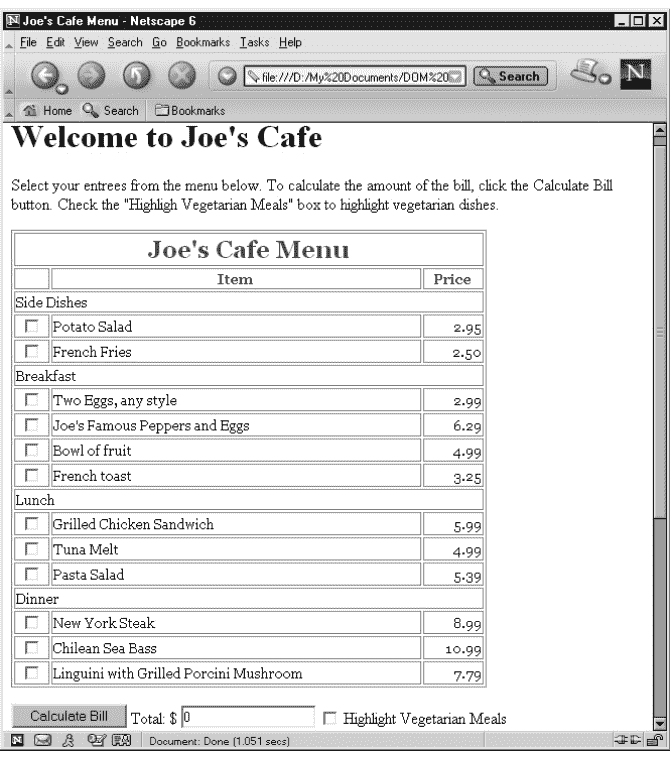 Joe's Cafe Menu - Netscape 6
File Edit View Search Go Bookmarks Tasks Help
file:///D:/My%20Documents/DOM%20 Search N
Home Search Bookmarks
Welcome to Joe's Cafe
Select your entrees from the menu below. To calculate the amount of the bill, click the Calculate Bill
button. Check the "Highligh Vegetarian Meals" box to highlight vegetarian dishes.
Joe's Cafe Menu
Item Price
Side Dishes
Potato Salad 2.95
French Fries 2.50
Breakfast
Two Eggs, any style 2.99
Joe's Famous Peppers and Eggs 6.29
Bowl of fruit 4.99
French toast 3.25
Lunch
Grilled Chicken Sandwich 5.99
Tuna Melt 4.99
Pasta Salad 5.39
Dinner
New York Steak 8.99
Chilean Sea Bass 10.99
Linguini with Grilled Porcini Mushroom 7.79
Calculate Bill Total: $ 0 Highlight Vegetarian Meals
Document: Done (1.051 secs)